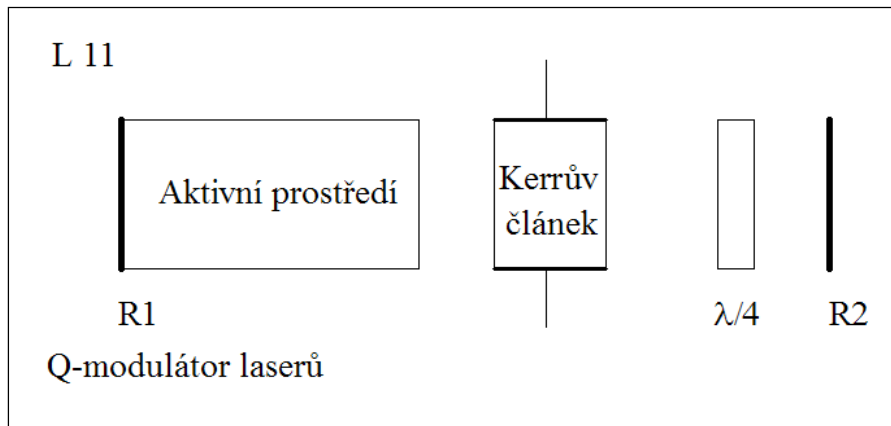 L 11
Aktivní prostředí
Kerrův
článek
R1
λ/4
R2
Q-modulátor laserů